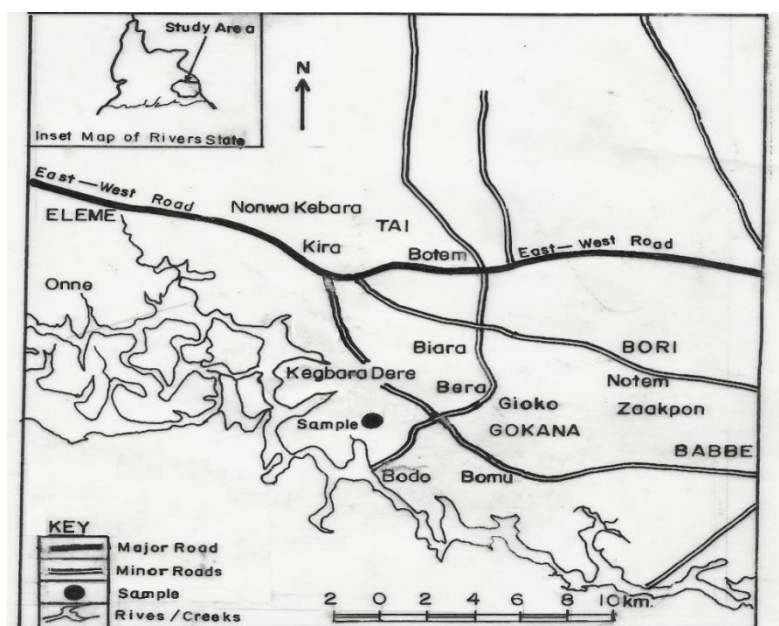 Study Area
N
Inset Map of Rivers State
East-West Road
ELEME
Nonwa Kebara
TAI
Kira
Botem
East-West Road
Onne
Biara
BORI
Kegbara Dere
Notem
Bera
Gioko
Zaakpon
Sample
GOKANA
BABBE
Bodo
Bomu
KEY
Major Road
Minor Roads
Sample
Rives/Creeks
2 0 2 4 6 8 10 km.